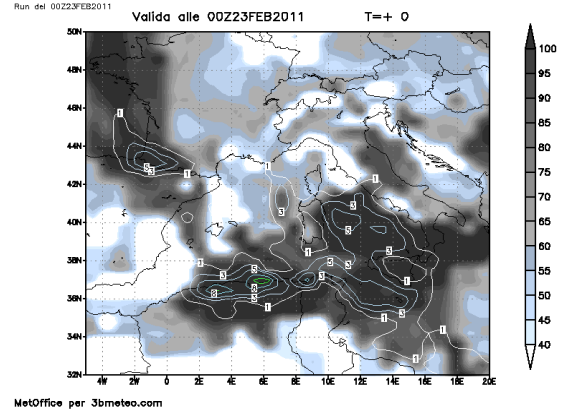 Run del 00Z23FEB2011
Valida alle 00Z23FEB2011 T=+ 0
50N
48N
46N
44N
42N
40N
38N
36N
34N
32N
4W 2W 0 2E 4E 6E 8E 10E 12E 14E 16E 18E 20E
100
95
90
85
80
75
70
65
60
55
50
45
40
MetOffice per 3bmeteo.com